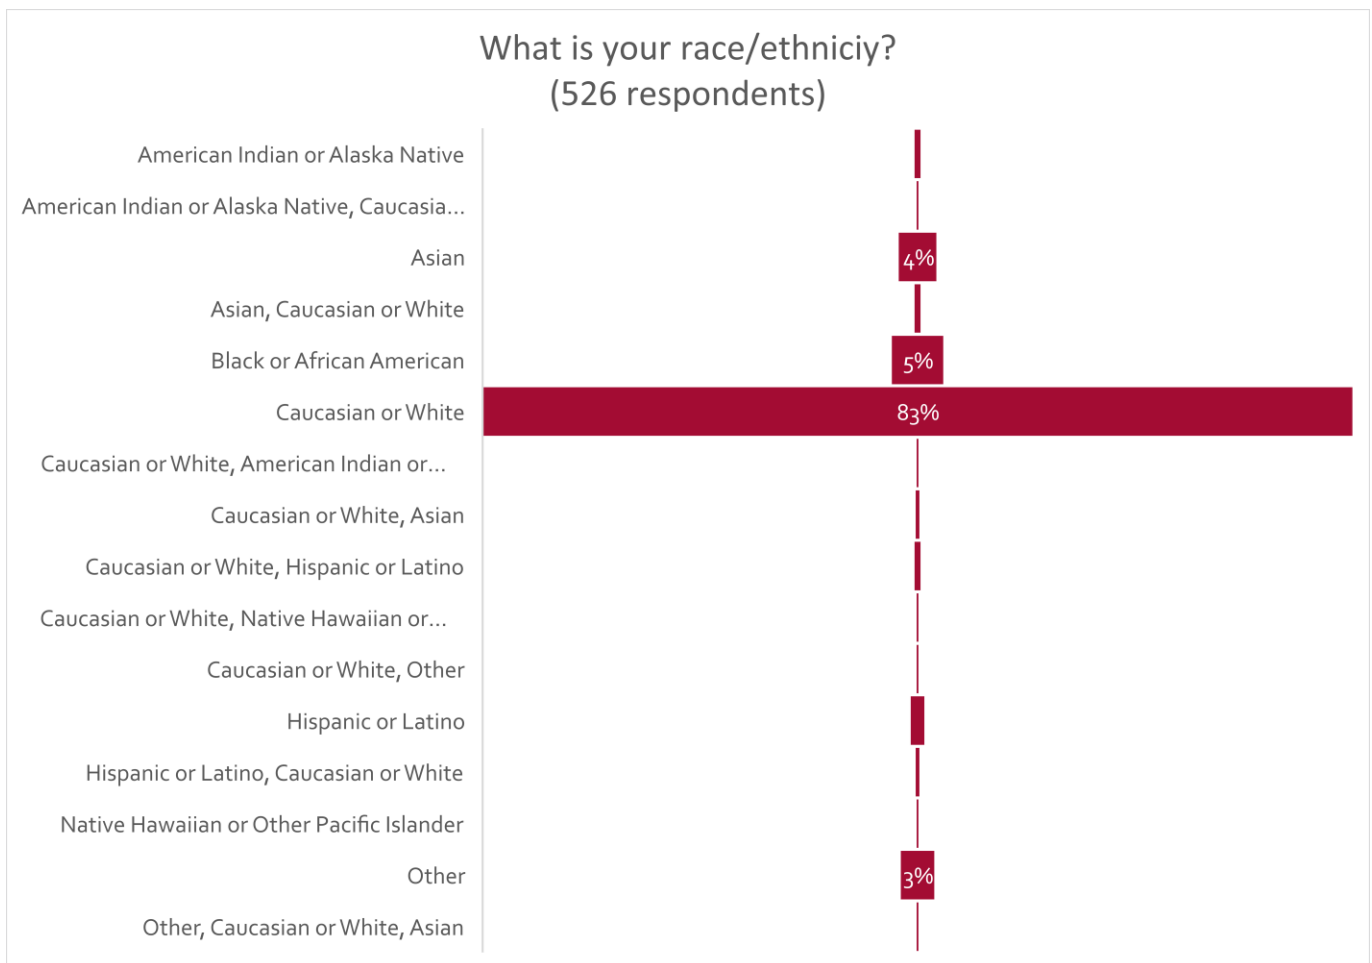 What is your race/ethniciy?
(526 respondents)
American Indian or Alaska Native
American Indian or Alaska Native, Caucasia...
Asian
4%
Asian, Caucasian or White
Black or African American
5%
Caucasian or White
83%
Caucasian or White, American Indian or...
Caucasian or White, Asian
Caucasian or White, Hispanic or Latino
Caucasian or White, Native Hawaiian or...
Caucasian or White, Other
Hispanic or Latino
Hispanic or Latino, Caucasian or White
Native Hawaiian or Other Pacific Islander
Other
3%
Other, Caucasian or White, Asian